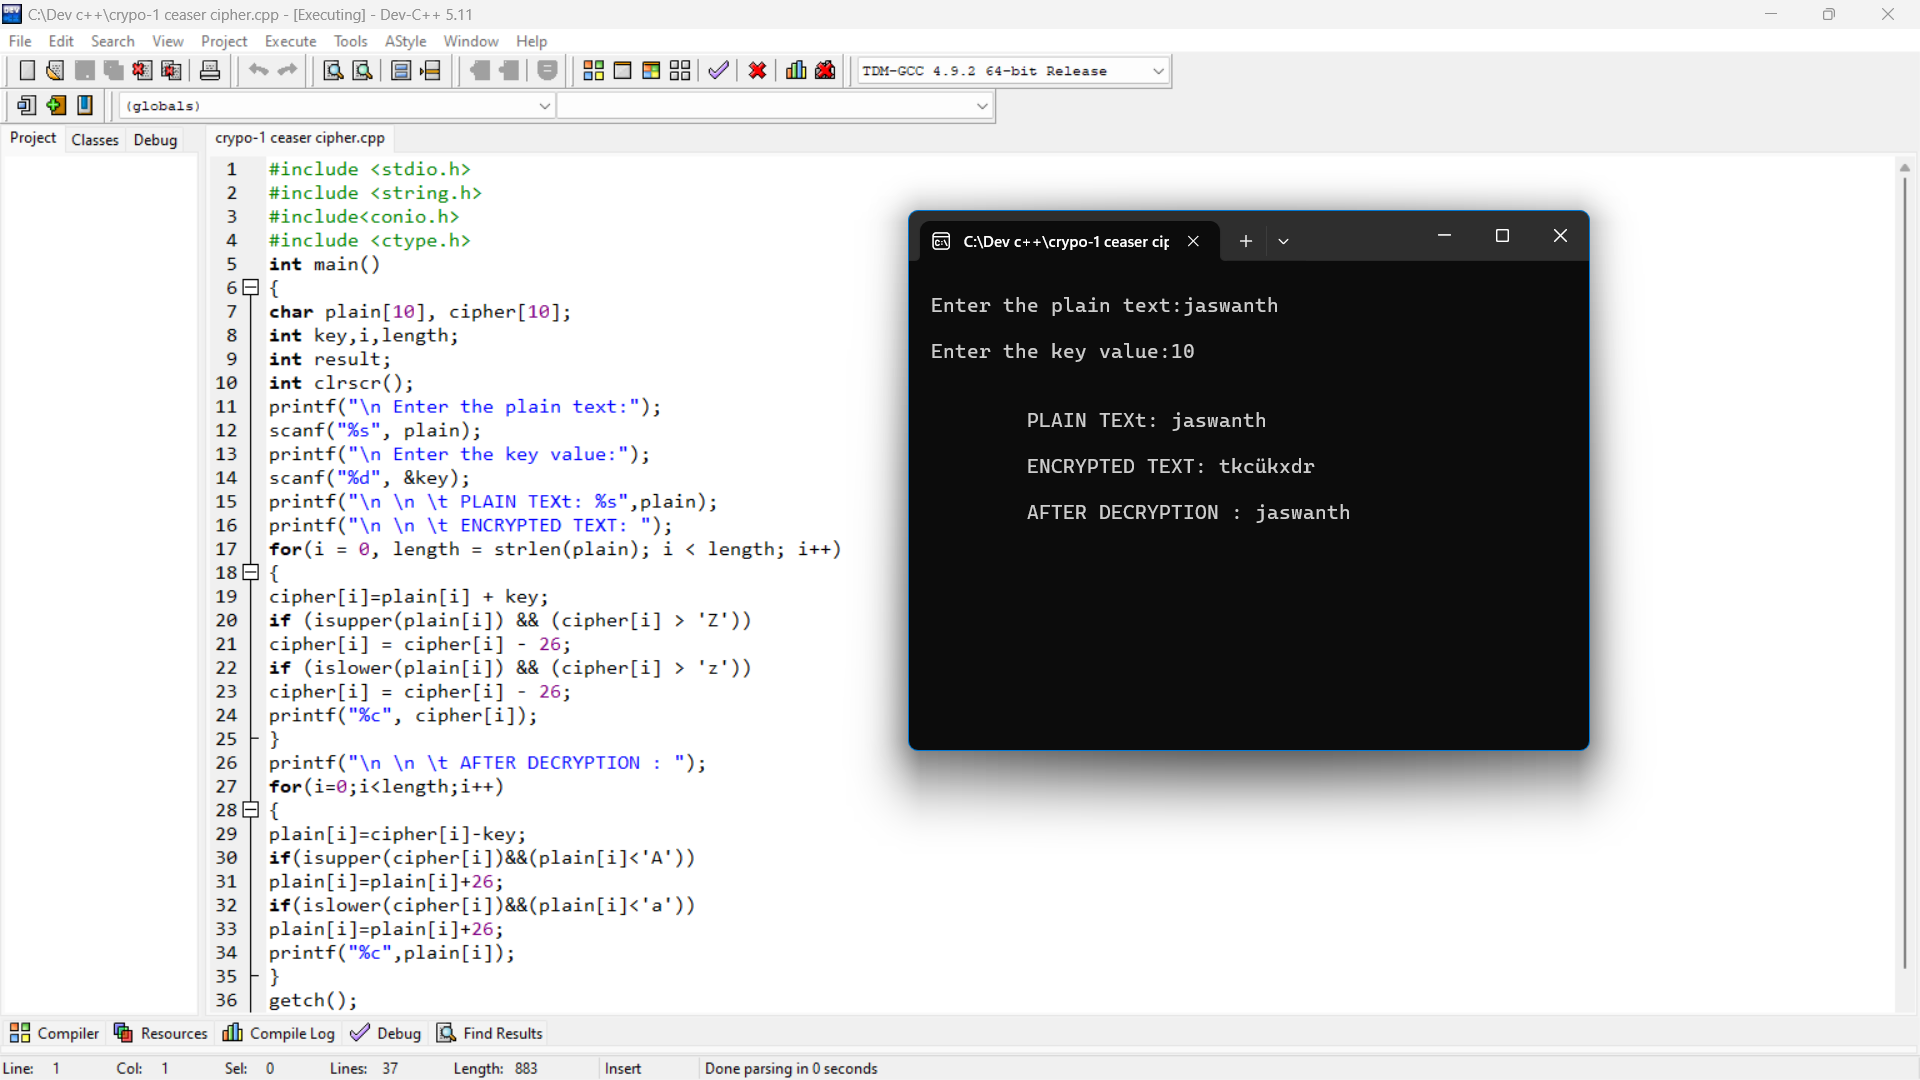 C:\Dev c++\crypo-1 ceaser cipher.cpp - [Executing] - Dev-C++ 5.11
File Edit Search View Project Execute Tools AStyle Window Help
TDM-GCC 4.9.2 64-bit Release
(globals)
Project Classes Debug
crypo-1 ceaser cipher.cpp
1 #include <stdio.h>
2 #include <string.h>
3 #include<conio.h>
4 #include <ctype.h>
5 int main()
6 {
7 char plain[10], cipher[10];
8 int key,i,length;
9 int result;
10 int clrscr();
11 printf("\n Enter the plain text:");
12 scanf("%s", plain);
13 printf("\n Enter the key value:");
14 scanf("%d", &key);
15 printf("\n \n \t PLAIN TEXt: %s",plain);
16 printf("\n \n \t ENCRYPTED TEXT: ");
17 for(i = 0, length = strlen(plain); i < length; i++)
18 {
19 cipher[i]=plain[i] + key;
20 if (isupper(plain[i]) && (cipher[i] > 'Z'))
21 cipher[i] = cipher[i] - 26;
22 if (islower(plain[i]) && (cipher[i] > 'z'))
23 cipher[i] = cipher[i] - 26;
24 printf("%c", cipher[i]);
25 }
26 printf("\n \n \t AFTER DECRYPTION : ");
27 for(i=0;i<length;i++)
28 {
29 plain[i]=cipher[i]-key;
30 if(isupper(cipher[i])&&(plain[i]<'A'))
31 plain[i]=plain[i]+26;
32 if(islower(cipher[i])&&(plain[i]<'a'))
33 plain[i]=plain[i]+26;
34 printf("%c",plain[i]);
35 }
36 getch();
C:\Dev c++\crypo-1 ceaser cip
Enter the plain text:jaswanth
Enter the key value:10
PLAIN TEXt: jaswanth
ENCRYPTED TEXT: tkcükxdr
AFTER DECRYPTION : jaswanth
Compiler Resources Compile Log Debug Find Results
Line: 1 Col: 1 Sel: 0 Lines: 37 Length: 883 Insert Done parsing in 0 seconds